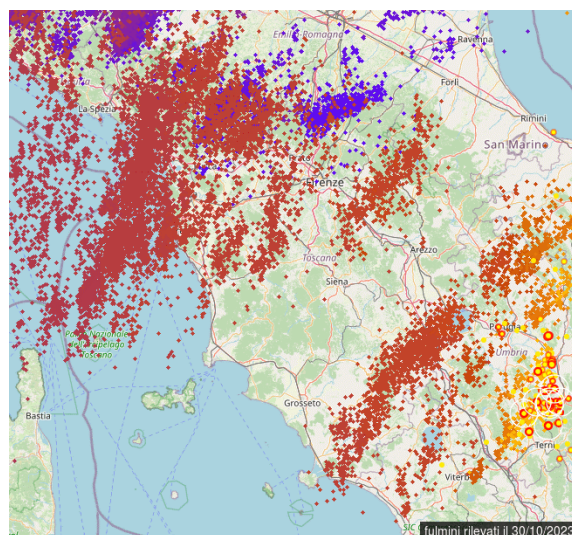 Emilia-Romagna
Ravenna
La Spezia
Forlì
Rimini
San Marino
Prato
Firenze
Arezzo
Toscana
Siena
Perugia
Parco Nazionale
dell'Arcipelago
Toscano
Umbria
Grosseto
Bastia
Terni
Viterbo
fulmini rilevati il 30/10/2023